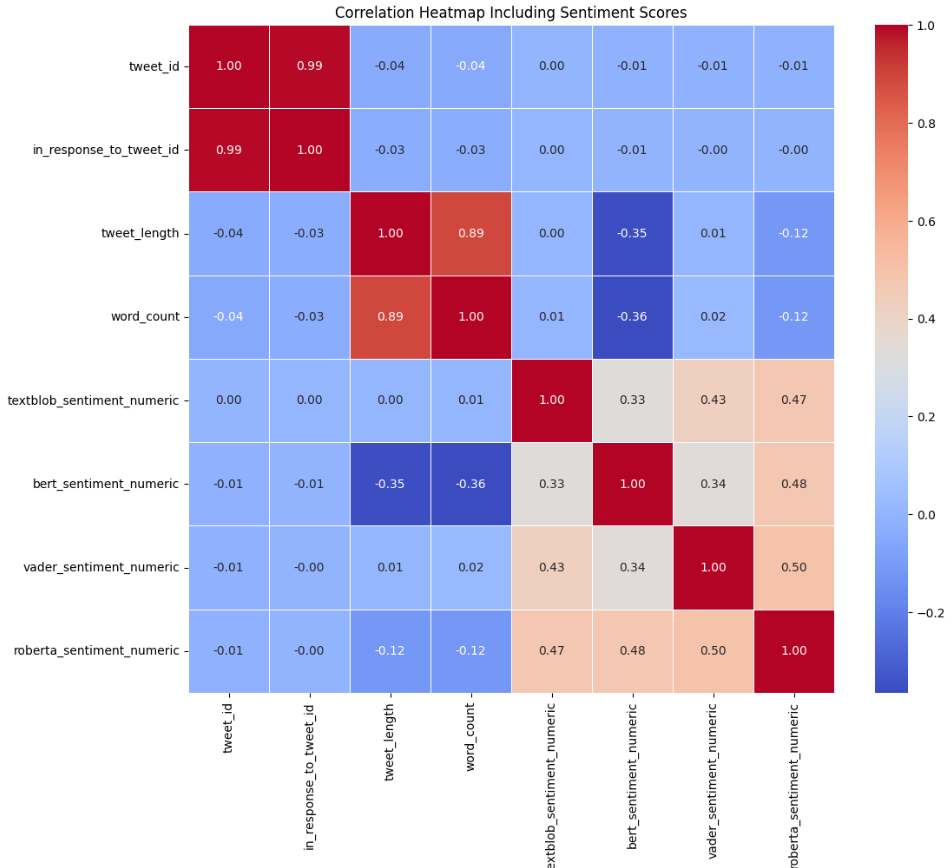 Correlation Heatmap Including Sentiment Scores
tweet_id 1.00 0.99 -0.04 -0.04 0.00 -0.01 -0.01 -0.01
in_response_to_tweet_id 0.99 1.00 -0.03 -0.03 0.00 -0.01 -0.00 -0.00
tweet_length -0.04 -0.03 1.00 0.89 0.00 -0.35 0.01 -0.12
word_count -0.04 -0.03 0.89 1.00 0.01 -0.36 0.02 -0.12
textblob_sentiment_numeric 0.00 0.00 0.00 0.01 1.00 0.33 0.43 0.47
bert_sentiment_numeric -0.01 -0.01 -0.35 -0.36 0.33 1.00 0.34 0.48
vader_sentiment_numeric -0.01 -0.00 0.01 0.02 0.43 0.34 1.00 0.50
roberta_sentiment_numeric -0.01 -0.00 -0.12 -0.12 0.47 0.48 0.50 1.00
tweet_id
in_response_to_tweet_id
tweet_length
word_count
extblob_sentiment_numeric
bert_sentiment_numeric
vader_sentiment_numeric
roberta_sentiment_numeric
1.0
0.8
0.6
0.4
0.2
0.0
−0.2